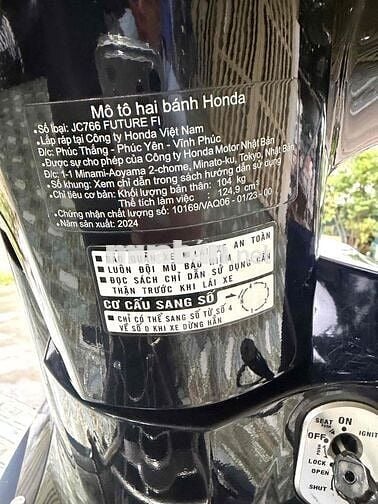 Mô tô hai bánh Honda
•Số loại: JC766 FUTURE FI
•Lắp ráp tại Công ty Honda Việt Nam
Đ/c: Phúc Thắng - Phúc Yên - Vĩnh Phúc
•Được sự cho phép của Công ty Honda Motor Nhật Bản
Đ/c: 1-1 Minami-Aoyama 2-chome, Minato-ku, Tokyo, Nhật Bản
•Số khung: Xem chỉ dẫn trong sách hướng dẫn sử dụng
•Chỉ tiêu cơ bản: Khối lượng bản thân: 104 kg
Thể tích làm việc : 124,9 cm³
•Chứng nhận chất lượng số: 10169/VAQ06 - 01/23 - 00
•Năm sản xuất: 2024
AN TOÀN
■ LUÔN ĐỘI MŨ BẢO
■ ĐỌC SÁCH CHỈ DẪN SỬ DỤNG CẨN
THẬN TRƯỚC KHI LÁI XE
CƠ CẤU SANG SỐ
■ CHỈ CÓ THỂ SANG SỐ TỪ SỐ 4
VỀ SỐ 0 KHI XE DỪNG HẲN
SEAT ON
IGNIT
OFF
PUSH
LOCK
OPEN
SHUT